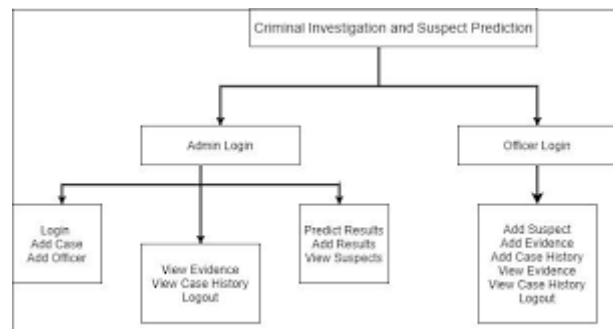 Criminal Investigation and Suspect Prediction
Admin Login
Officer Login
Login
Add Case
Add Officer
View Evidence
View Case History
Logout
Predict Results
Add Results
View Suspects
Add Suspect
Add Evidence
Add Case History
View Evidence
View Case History
Logout